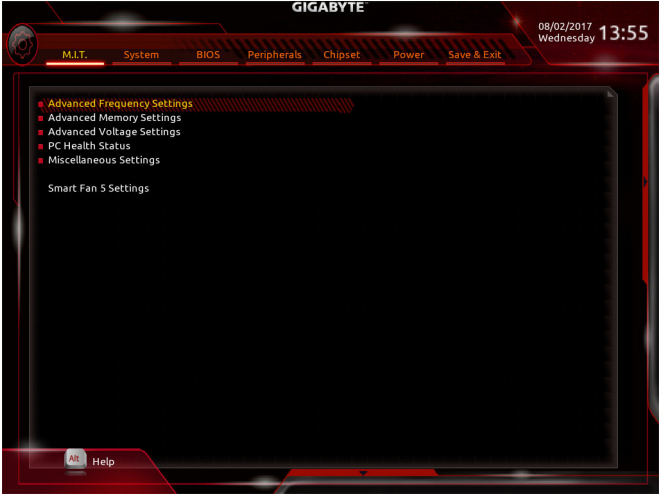 GIGABYTE™
08/02/2017
Wednesday
13:55
M.I.T. System BIOS Peripherals Chipset Power Save & Exit
Advanced Frequency Settings
Advanced Memory Settings
Advanced Voltage Settings
PC Health Status
Miscellaneous Settings
Smart Fan 5 Settings
Alt Help